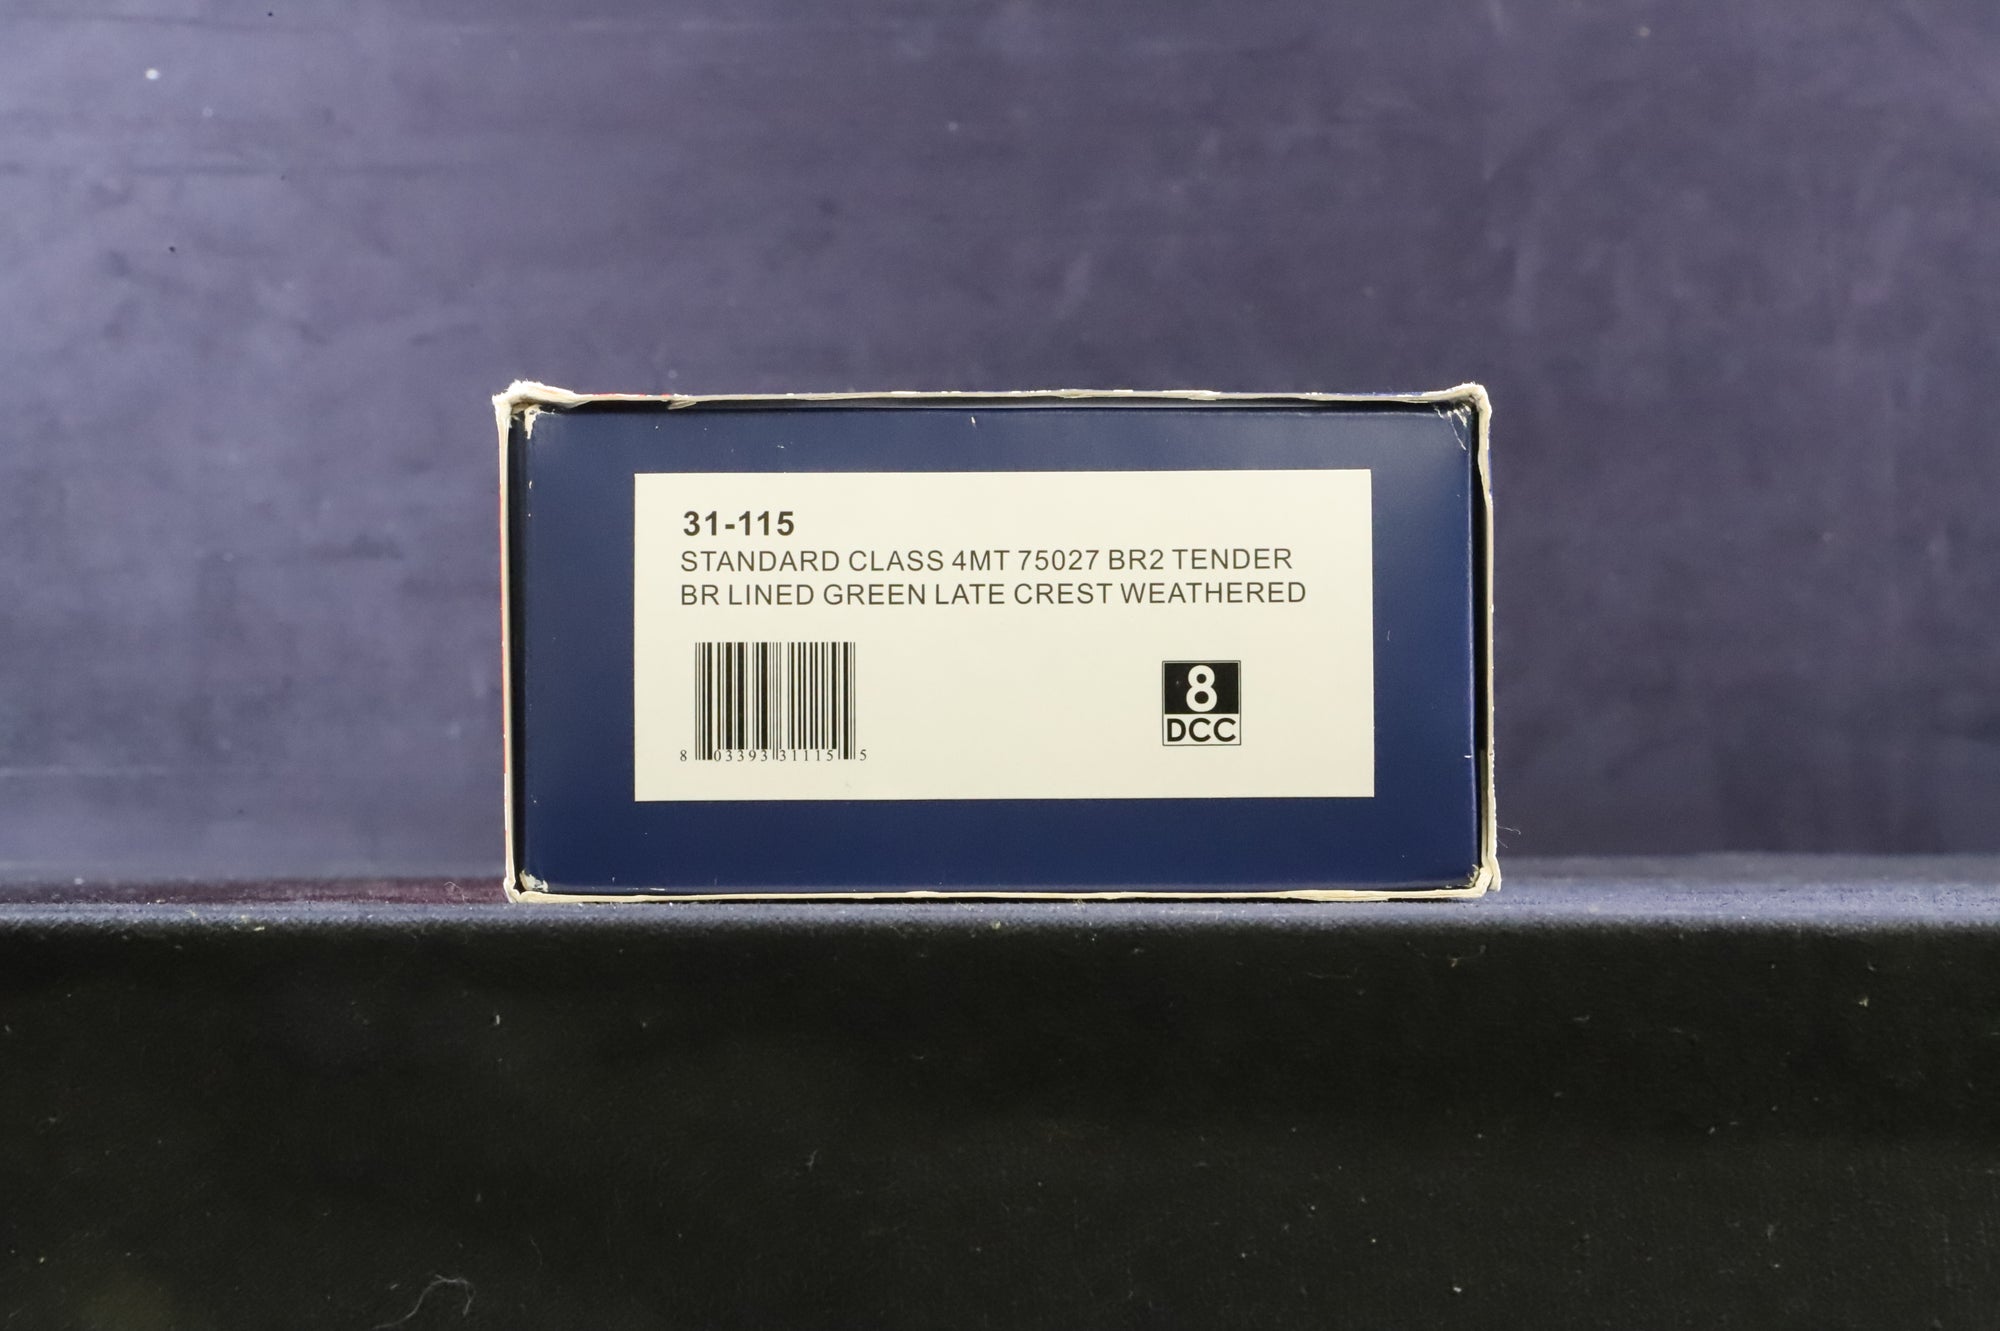 31-115
STANDARD CLASS 4MT 75027 BR2 TENDER
BR LINED GREEN LATE CREST WEATHERED
8 03393 31115 5
8
DCC